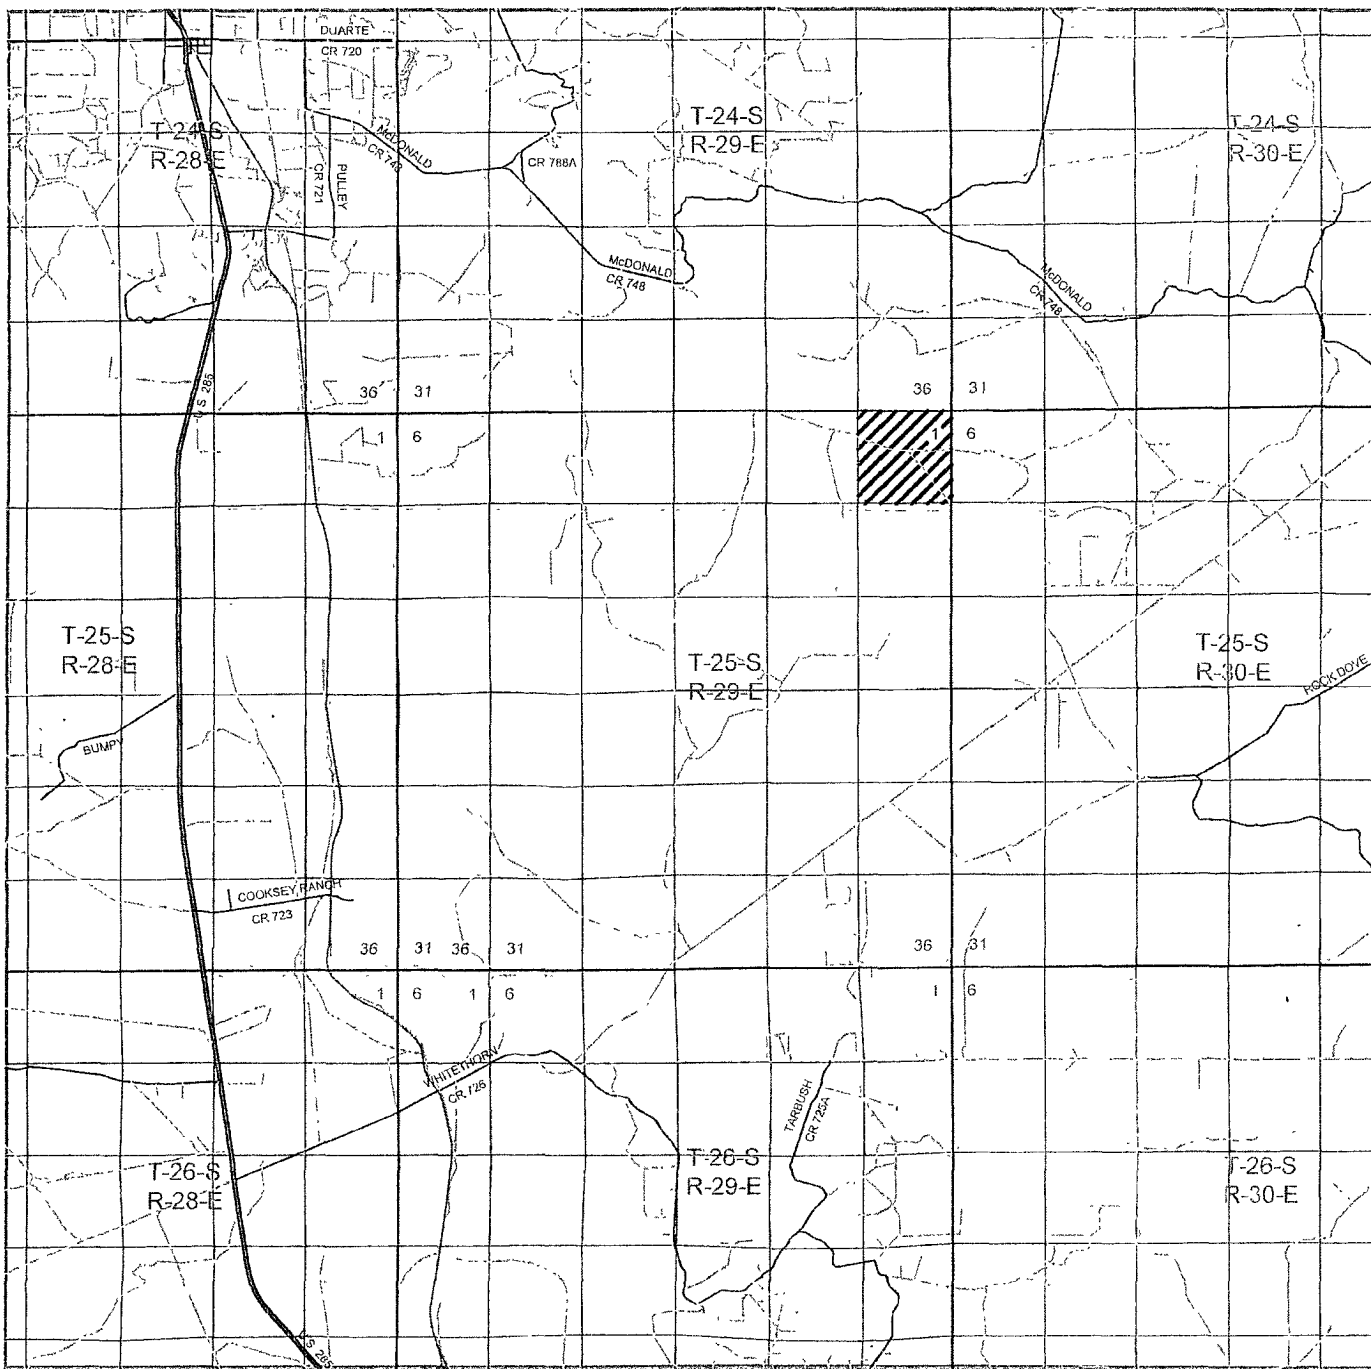 DUARTE
CR 720
T-24-S
R-28-E
McDONALD
CR 748
CR 721
PULLEY
CR 788A
T-24-S
R-29-E
T-24-S
R-30-E
McDONALD
CR 748
McDONALD
CR 748
U S 285
36 31
1 6
36 31
1 6
T-25-S
R-28-E
T-25-S
R-29-E
T-25-S
R-30-E
ROCK DOVE
BUMPY
COOKSEY RANCH
CR 723
36 31 36 31
1 6 1 6
36 31
1 6
WHITETHORN
CR 726
TARBUSH
CR 725A
T-26-S
R-28-E
T-26-S
R-29-E
T-26-S
R-30-E
U S 285